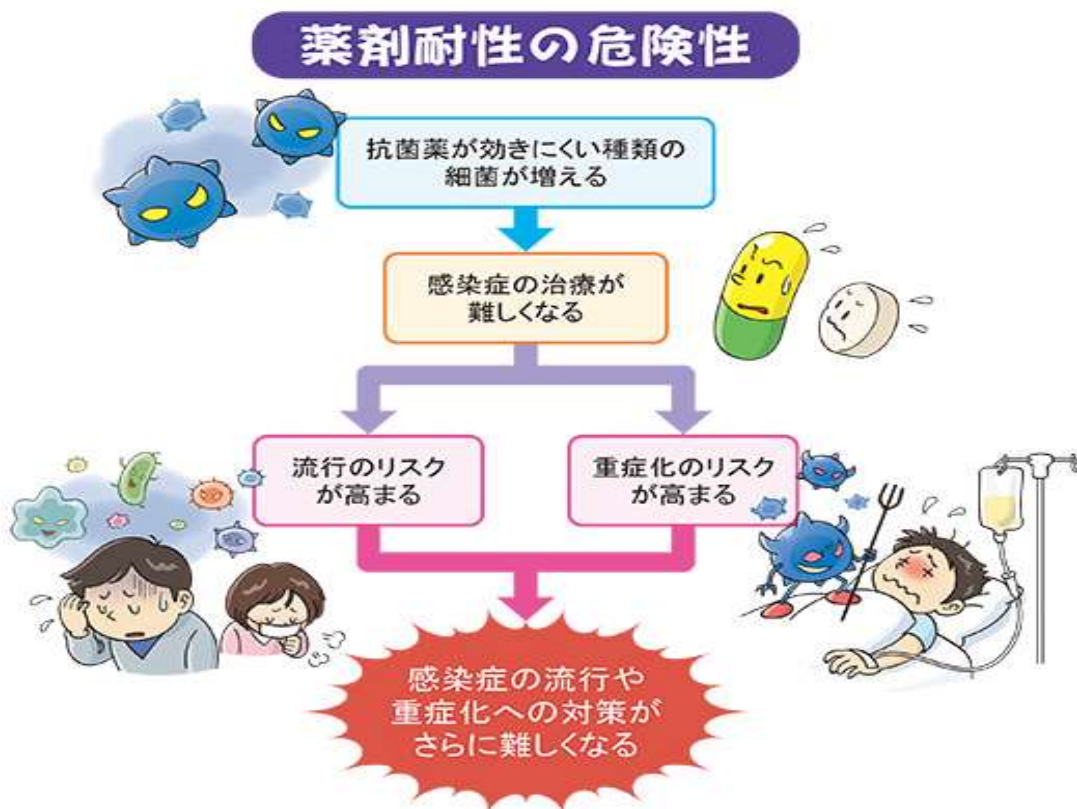 薬剤耐性の危険性
抗菌薬が効きにくい種類の
細菌が増える
感染症の治療が
難しくなる
流行のリスク
が高まる
重症化のリスク
が高まる
感染症の流行や
重症化への対策が
さらに難しくなる